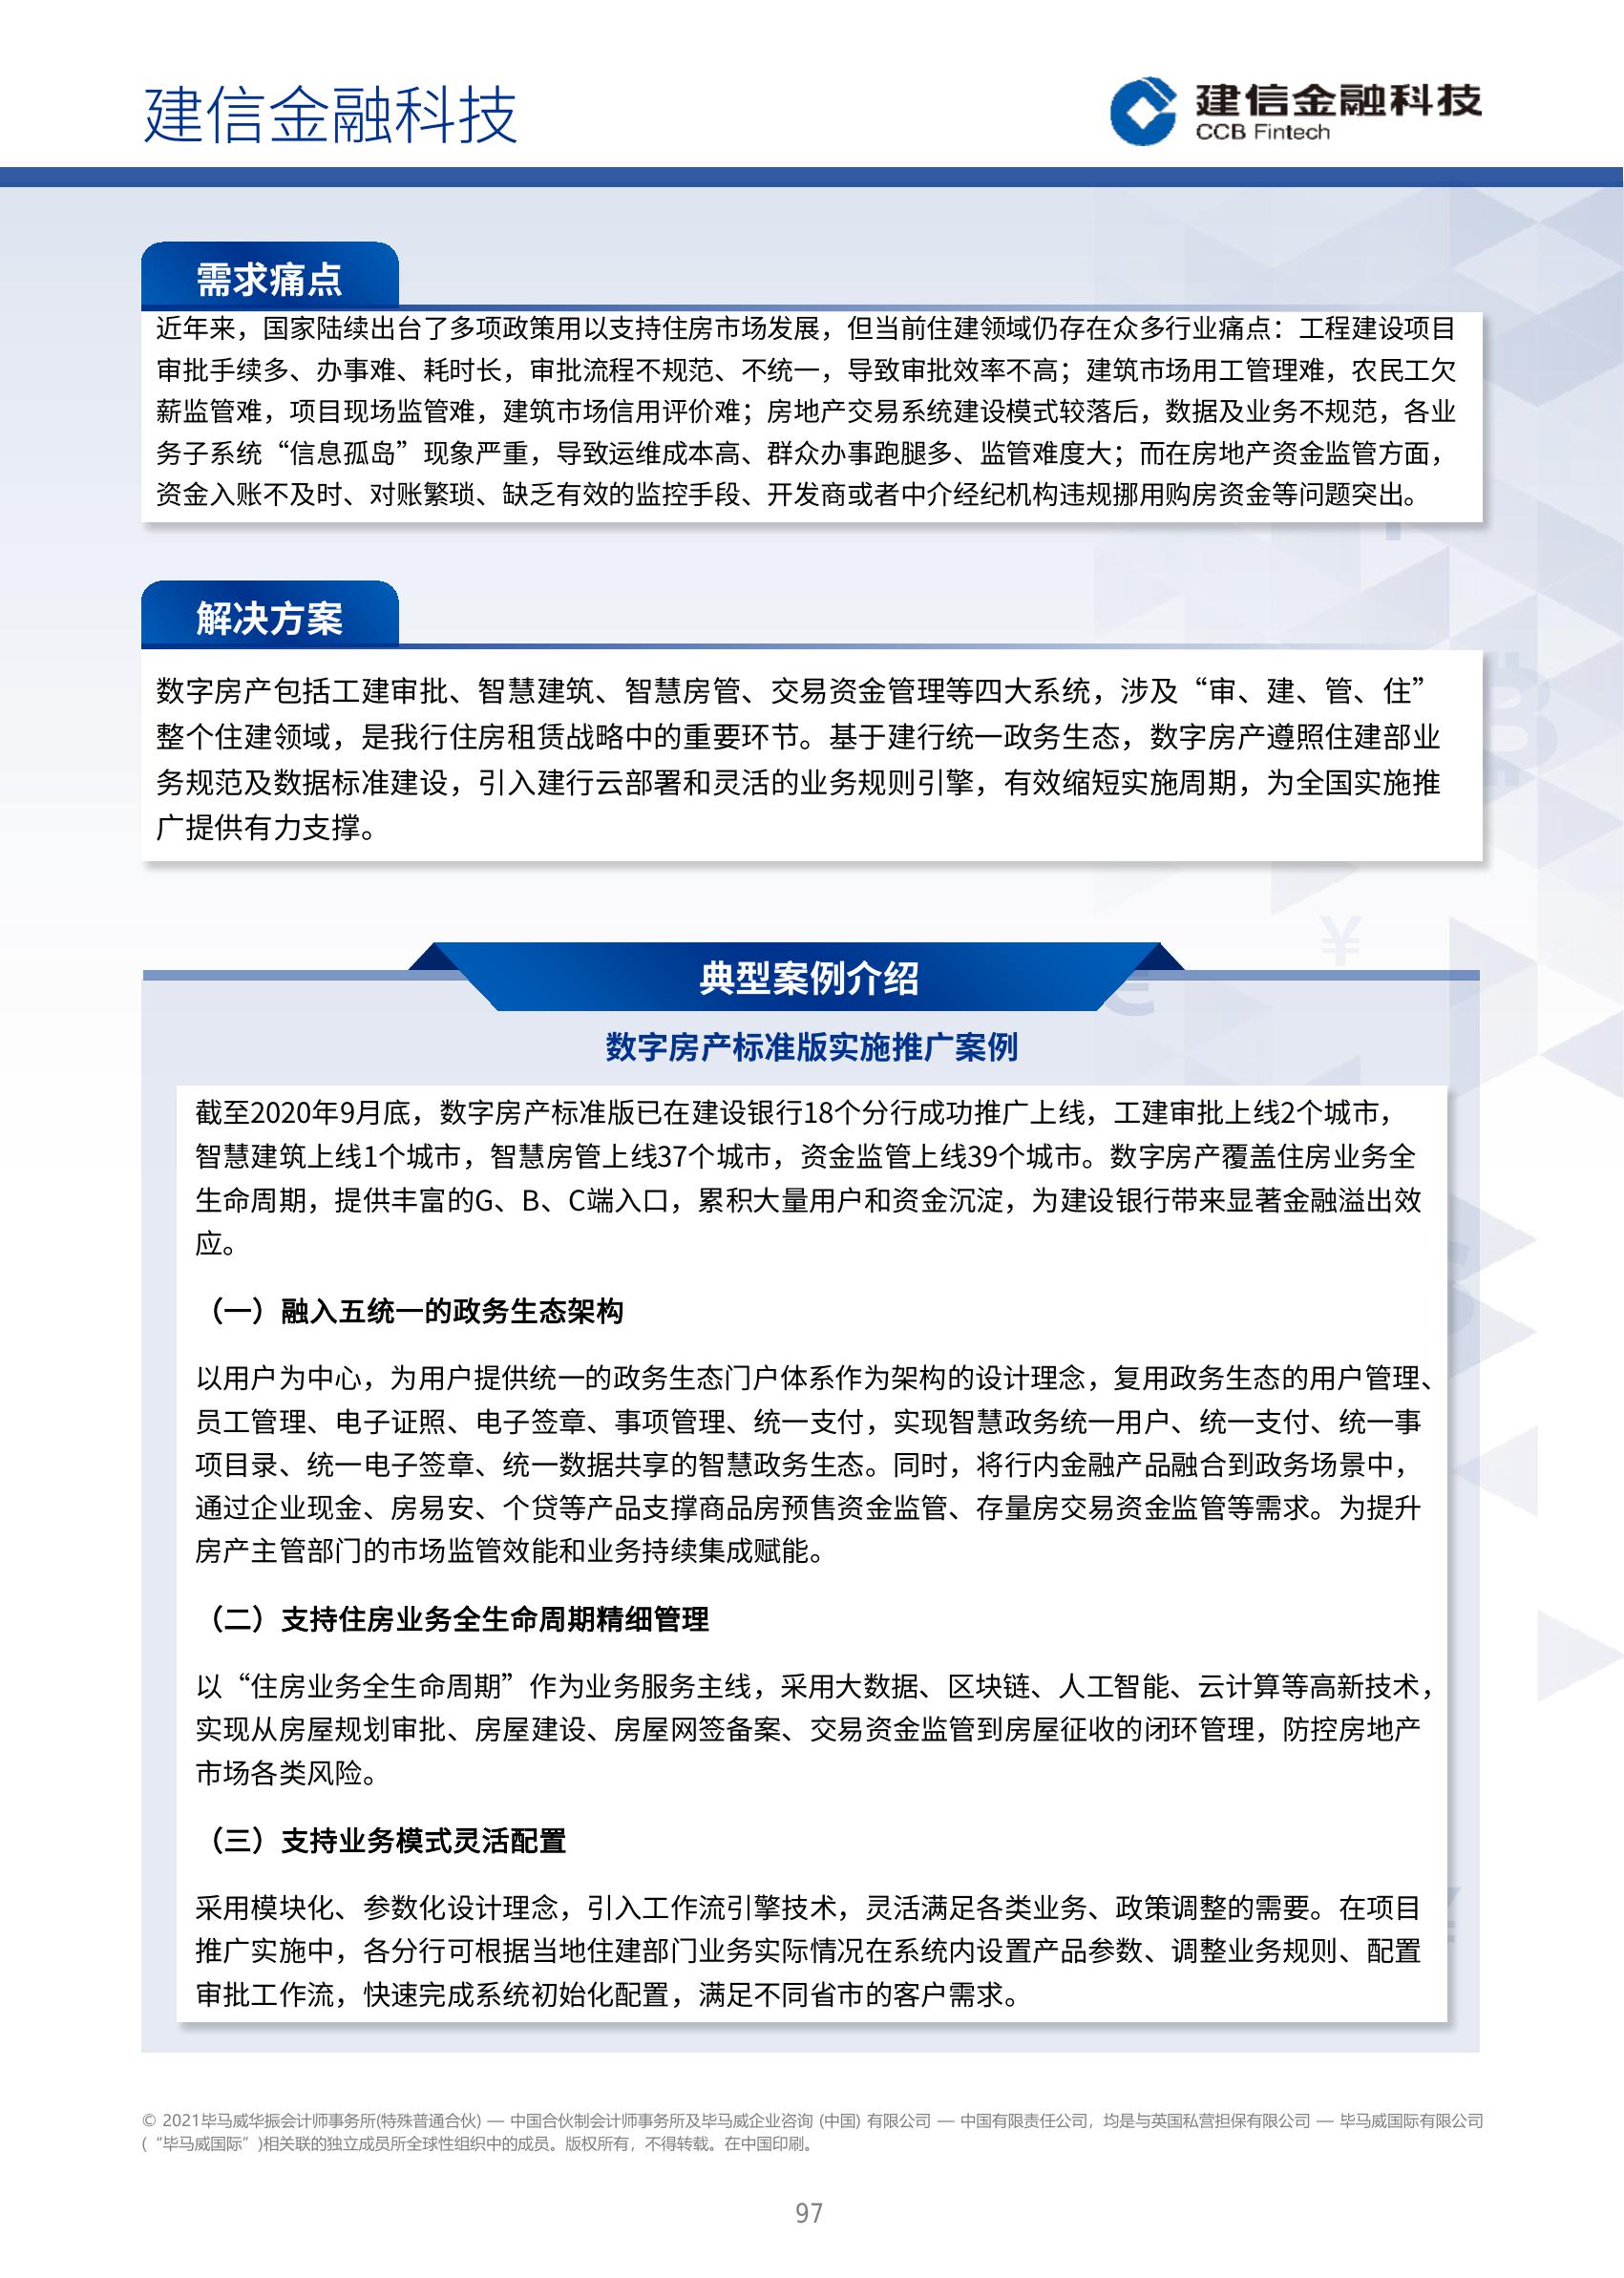 建信金融科技
建信金融科技
CCB Fintech
需求痛点
近年来，国家陆续出台了多项政策用以支持住房市场发展，但当前住建领域仍存在众多行业痛点：工程建设项目
审批手续多、办事难、耗时长，审批流程不规范、不统一，导致审批效率不高；建筑市场用工管理难，农民工欠
薪监管难，项目现场监管难，建筑市场信用评价难；房地产交易系统建设模式较落后，数据及业务不规范，各业
务子系统“信息孤岛”现象严重，导致运维成本高、群众办事跑腿多、监管难度大；而在房地产资金监管方面，
资金入账不及时、对账繁琐、缺乏有效的监控手段、开发商或者中介经纪机构违规挪用购房资金等问题突出。
解决方案
数字房产包括工建审批、智慧建筑、智慧房管、交易资金管理等四大系统，涉及“审、建、管、住”
整个住建领域，是我行住房租赁战略中的重要环节。基于建行统一政务生态，数字房产遵照住建部业
务规范及数据标准建设，引入建行云部署和灵活的业务规则引擎，有效缩短实施周期，为全国实施推
广提供有力支撑。
典型案例介绍
数字房产标准版实施推广案例
截至2020年9月底，数字房产标准版已在建设银行18个分行成功推广上线，工建审批上线2个城市，
智慧建筑上线1个城市，智慧房管上线37个城市，资金监管上线39个城市。数字房产覆盖住房业务全
生命周期，提供丰富的G、B、C端入口，累积大量用户和资金沉淀，为建设银行带来显著金融溢出效
应。
（一）融入五统一的政务生态架构
以用户为中心，为用户提供统一的政务生态门户体系作为架构的设计理念，复用政务生态的用户管理、
员工管理、电子证照、电子签章、事项管理、统一支付，实现智慧政务统一用户、统一支付、统一事
项目录、统一电子签章、统一数据共享的智慧政务生态。同时，将行内金融产品融合到政务场景中，
通过企业现金、房易安、个贷等产品支撑商品房预售资金监管、存量房交易资金监管等需求。为提升
房产主管部门的市场监管效能和业务持续集成赋能。
（二）支持住房业务全生命周期精细管理
以“住房业务全生命周期”作为业务服务主线，采用大数据、区块链、人工智能、云计算等高新技术，
实现从房屋规划审批、房屋建设、房屋网签备案、交易资金监管到房屋征收的闭环管理，防控房地产
市场各类风险。
（三）支持业务模式灵活配置
采用模块化、参数化设计理念，引入工作流引擎技术，灵活满足各类业务、政策调整的需要。在项目
推广实施中，各分行可根据当地住建部门业务实际情况在系统内设置产品参数、调整业务规则、配置
审批工作流，快速完成系统初始化配置，满足不同省市的客户需求。
© 2021毕马威华振会计师事务所(特殊普通合伙) — 中国合伙制会计师事务所及毕马威企业咨询 (中国) 有限公司 — 中国有限责任公司，均是与英国私营担保有限公司 — 毕马威国际有限公司
(“毕马威国际”)相关联的独立成员所全球性组织中的成员。版权所有，不得转载。在中国印刷。
97